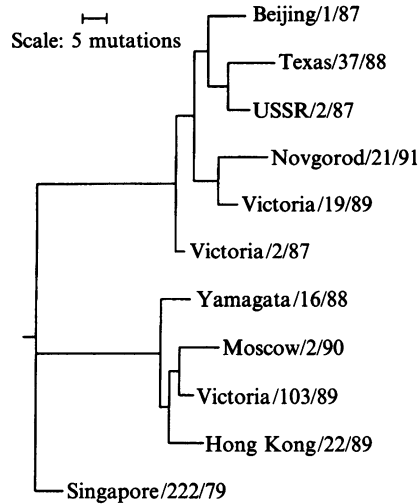 Beijing/1/87
Scale: 5 mutations
Texas/37/88
USSR/2/87
Novgorod/21/91
Victoria/19/89
Victoria/2/87
Yamagata/16/88
Moscow/2/90
Victoria/103/89
Hong Kong/22/89
Singapore/222/79